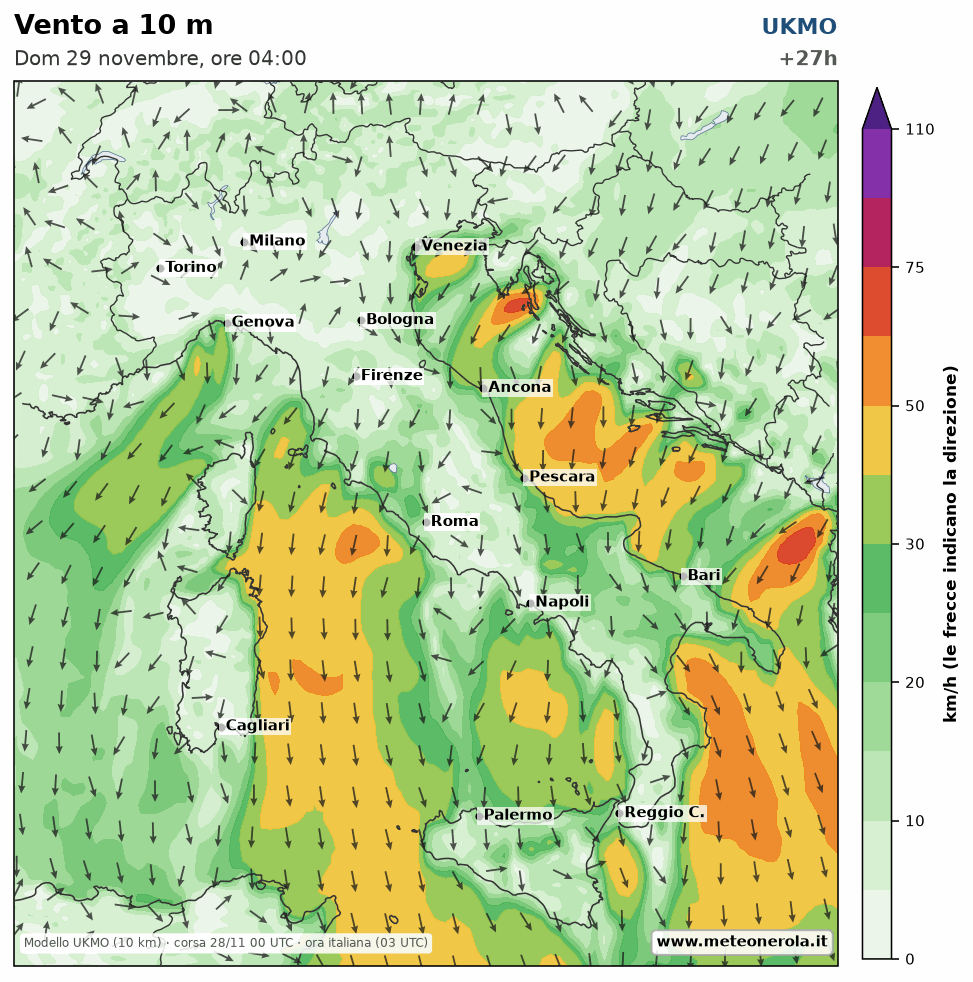 Vento a 10 m
UKMO
Dom 29 novembre, ore 04:00
+27h
110
75
50
30
20
10
0
km/h (le frecce indicano la direzione)
Venezia
Milano
Torino
Genova
Bologna
Firenze
Ancona
Pescara
Roma
Bari
Napoli
Cagliari
Palermo
Reggio C.
Modello UKMO (10 km) · corsa 28/11 00 UTC · ora italiana (03 UTC)
www.meteonerola.it